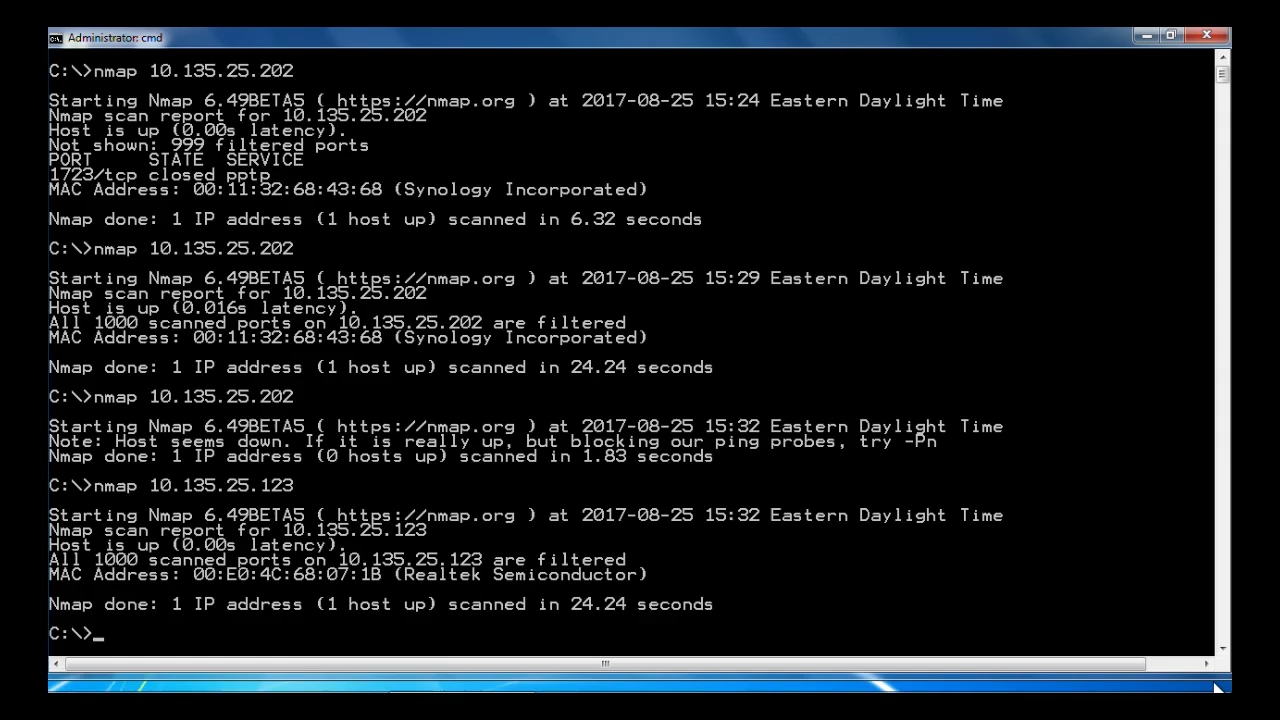 Administrator: cmd
C:\>nmap 10.135.25.202
Starting Nmap 6.49BETA5 ( https://nmap.org ) at 2017-08-25 15:24 Eastern Daylight Time
Nmap scan report for 10.135.25.202
Host is up (0.00s latency).
Not shown: 999 filtered ports
PORT     STATE  SERVICE
1723/tcp closed pptp
MAC Address: 00:11:32:68:43:68 (Synology Incorporated)
Nmap done: 1 IP address (1 host up) scanned in 6.32 seconds
C:\>nmap 10.135.25.202
Starting Nmap 6.49BETA5 ( https://nmap.org ) at 2017-08-25 15:29 Eastern Daylight Time
Nmap scan report for 10.135.25.202
Host is up (0.016s latency).
All 1000 scanned ports on 10.135.25.202 are filtered
MAC Address: 00:11:32:68:43:68 (Synology Incorporated)
Nmap done: 1 IP address (1 host up) scanned in 24.24 seconds
C:\>nmap 10.135.25.202
Starting Nmap 6.49BETA5 ( https://nmap.org ) at 2017-08-25 15:32 Eastern Daylight Time
Note: Host seems down. If it is really up, but blocking our ping probes, try -Pn
Nmap done: 1 IP address (0 hosts up) scanned in 1.83 seconds
C:\>nmap 10.135.25.123
Starting Nmap 6.49BETA5 ( https://nmap.org ) at 2017-08-25 15:32 Eastern Daylight Time
Nmap scan report for 10.135.25.123
Host is up (0.00s latency).
All 1000 scanned ports on 10.135.25.123 are filtered
MAC Address: 00:E0:4C:68:07:1B (Realtek Semiconductor)
Nmap done: 1 IP address (1 host up) scanned in 24.24 seconds
C:\>_